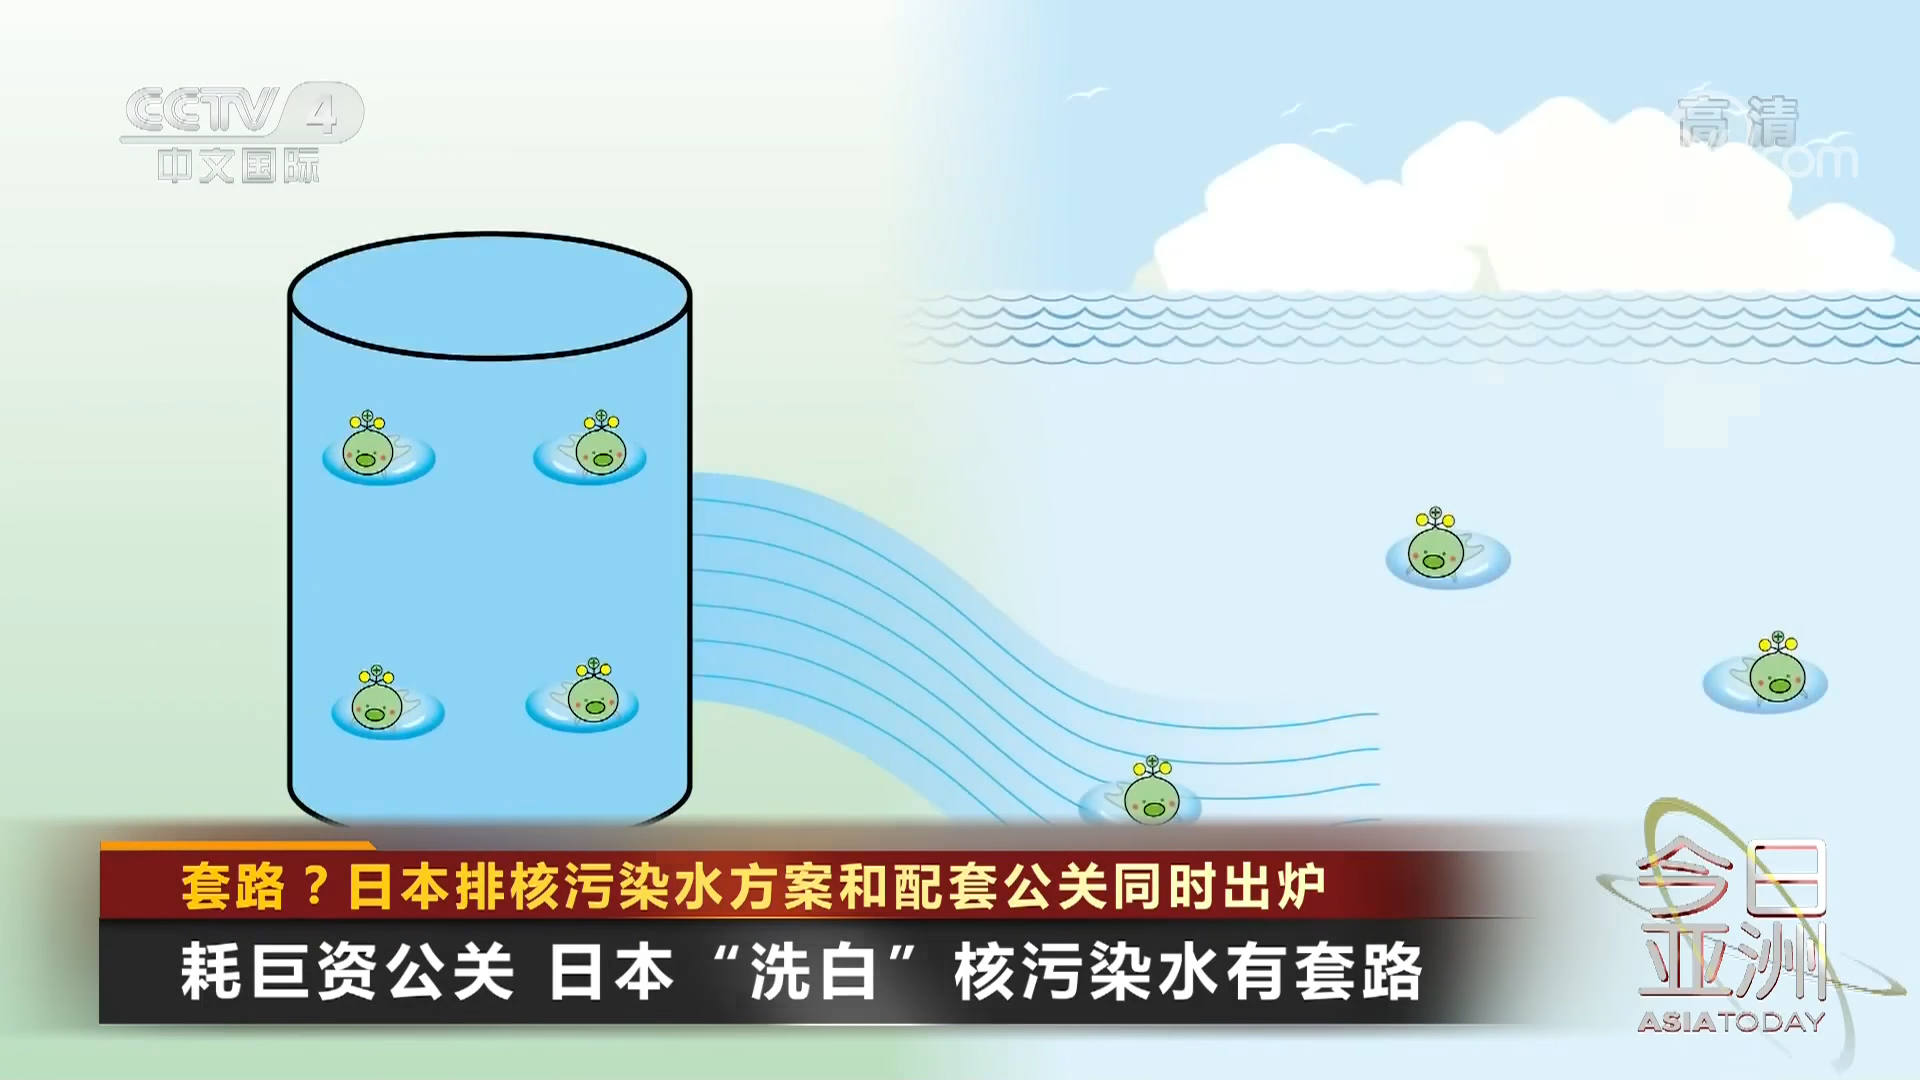 CCTV 4
中文国际
高清
com
套路？日本排核污染水方案和配套公关同时出炉
耗巨资公关 日本“洗白”核污染水有套路
今日
亚洲
ASIA TODAY